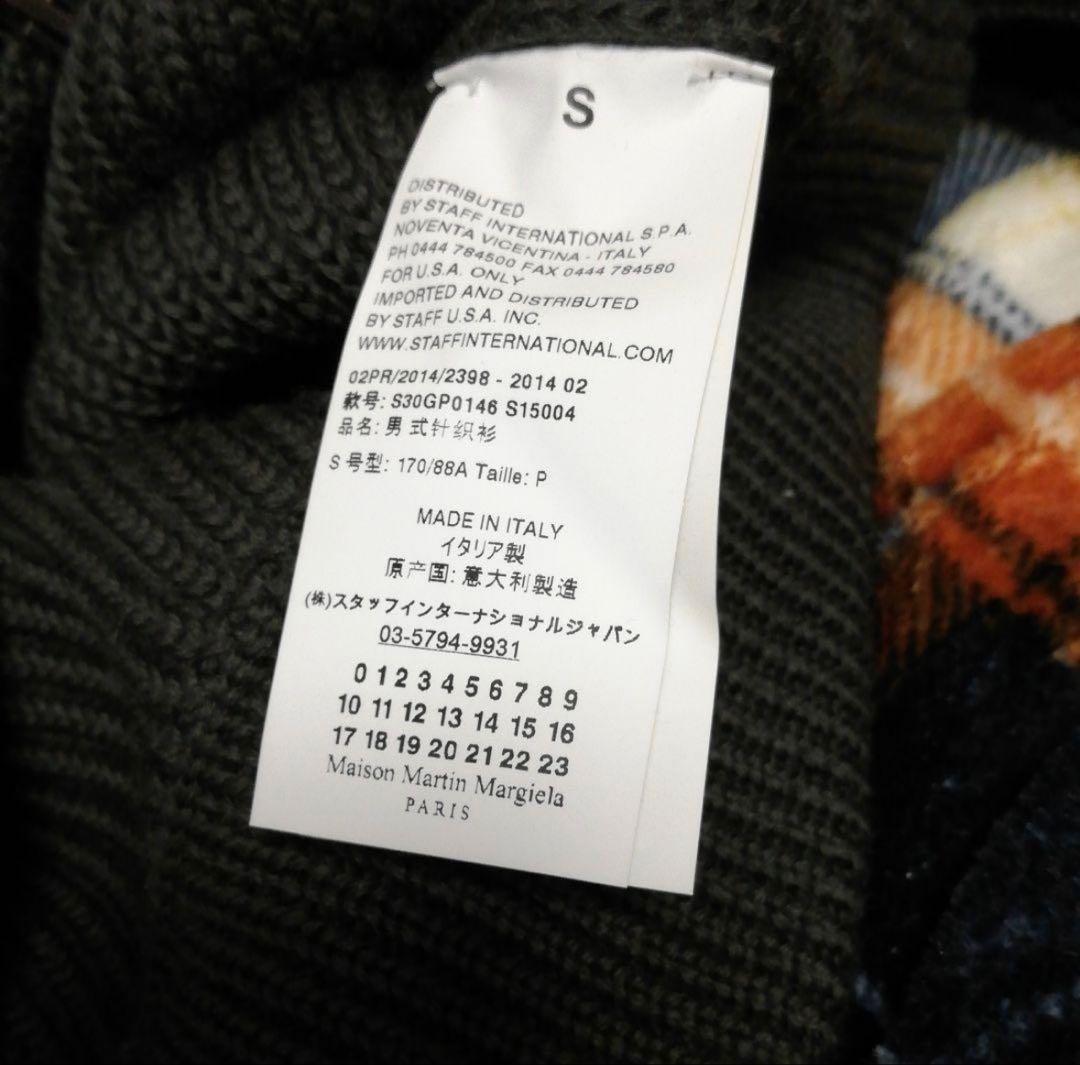 S
DISTRIBUTED
BY STAFF INTERNATIONAL S.P.A.
NOVENTA VICENTINA - ITALY
PH 0444 784500 FAX 0444 784580
FOR U.S.A. ONLY
IMPORTED AND DISTRIBUTED
BY STAFF U.S.A. INC.
WWW.STAFFINTERNATIONAL.COM
02PR/2014/2398 - 2014 02
款号: S30GP0146 S15004
品名: 男式针织衫
S 号型: 170/88A Taille: P
MADE IN ITALY
イタリア製
原产国: 意大利製造
(株)スタッフインターナショナルジャパン
03-5794-9931
0 1 2 3 4 5 6 7 8 9
10 11 12 13 14 15 16
17 18 19 20 21 22 23
Maison Martin Margiela
PARIS